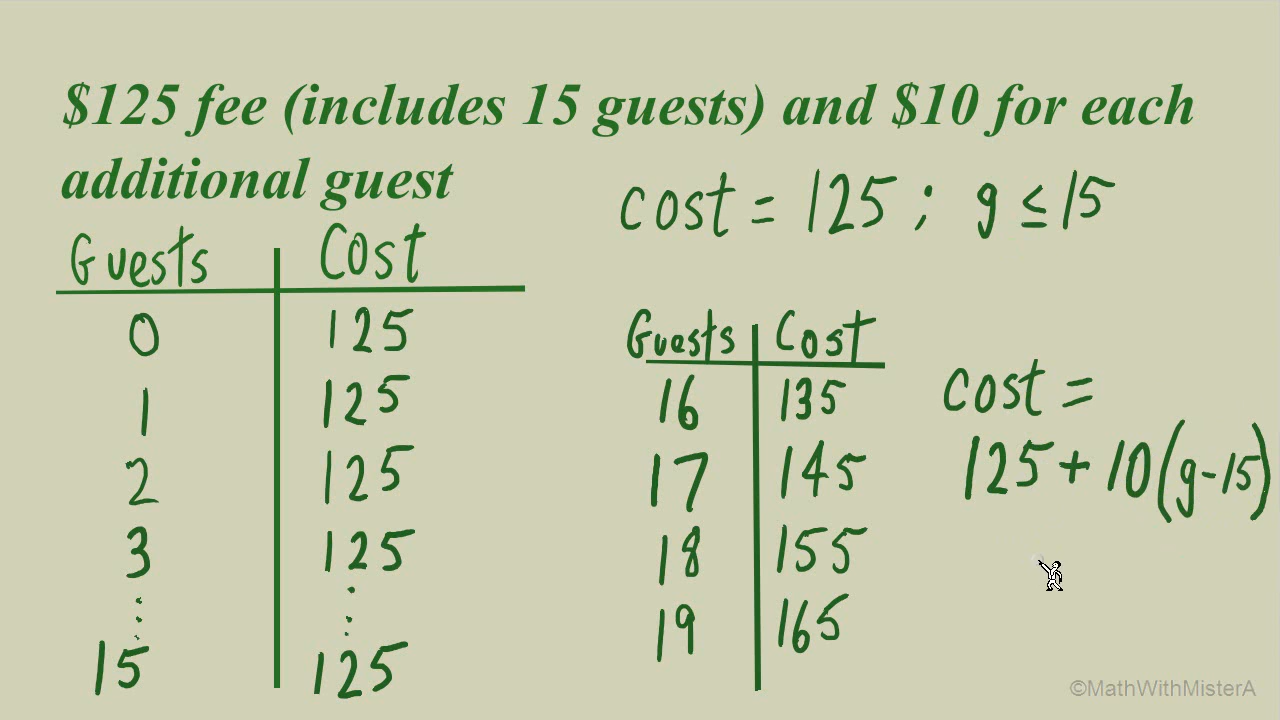 $125 fee (includes 15 guests) and $10 for each
additional guest
cost = 125 ; g ≤ 15
Guests Cost
0 125
1 125
2 125
3 125
⋮ ⋮
15 125
Guests Cost
16 135
17 145
18 155
19 165
cost =
125 + 10(g-15)
©MathWithMisterA